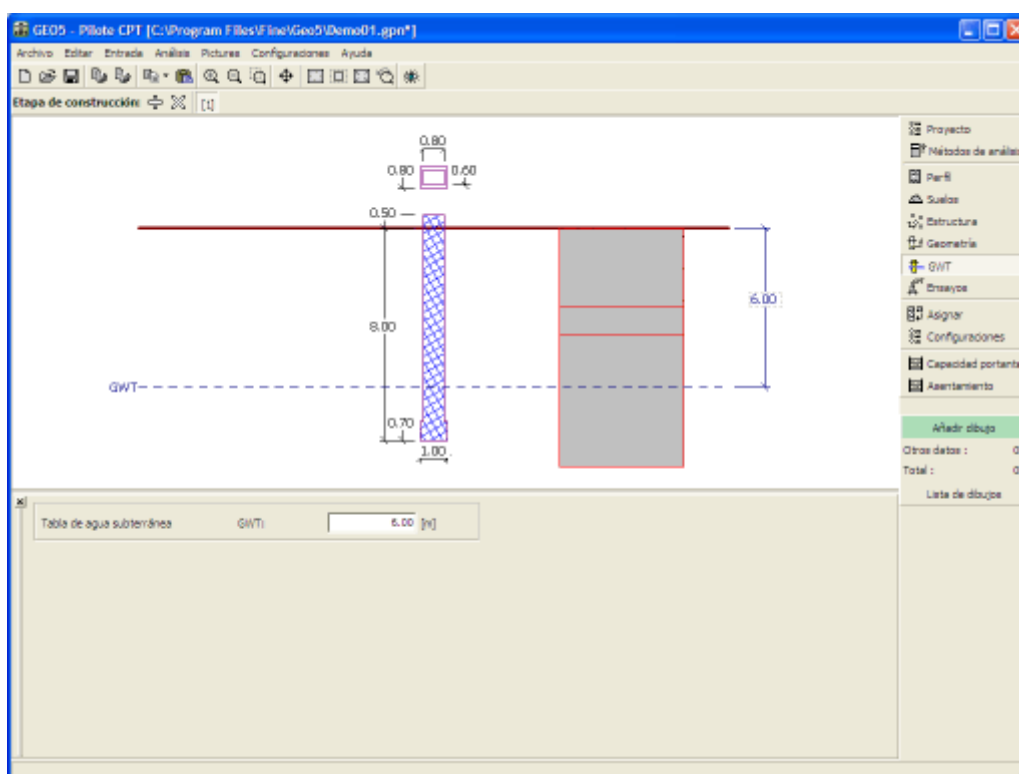 GEO5 - Pilote CPT [C:\Program Files\Fine\Geo5\Demo01.gpn*]
Archivo Editar Entrada Análisis Pictures Configuraciones Ayuda
Etapa de construcción: [1]
0.80
0.80 0.60
0.50
6.00
8.00
GWT
0.70
1.00
Proyecto
Métodos de análisis
Perfil
Suelos
Estructura
Geometría
GWT
Ensayos
Asignar
Configuraciones
Capacidad portante
Asentamiento
Añadir dibujo
Otros datos : 0
Total : 0
Lista de dibujos
Tabla de agua subterránea GWT: 6.00 [m]